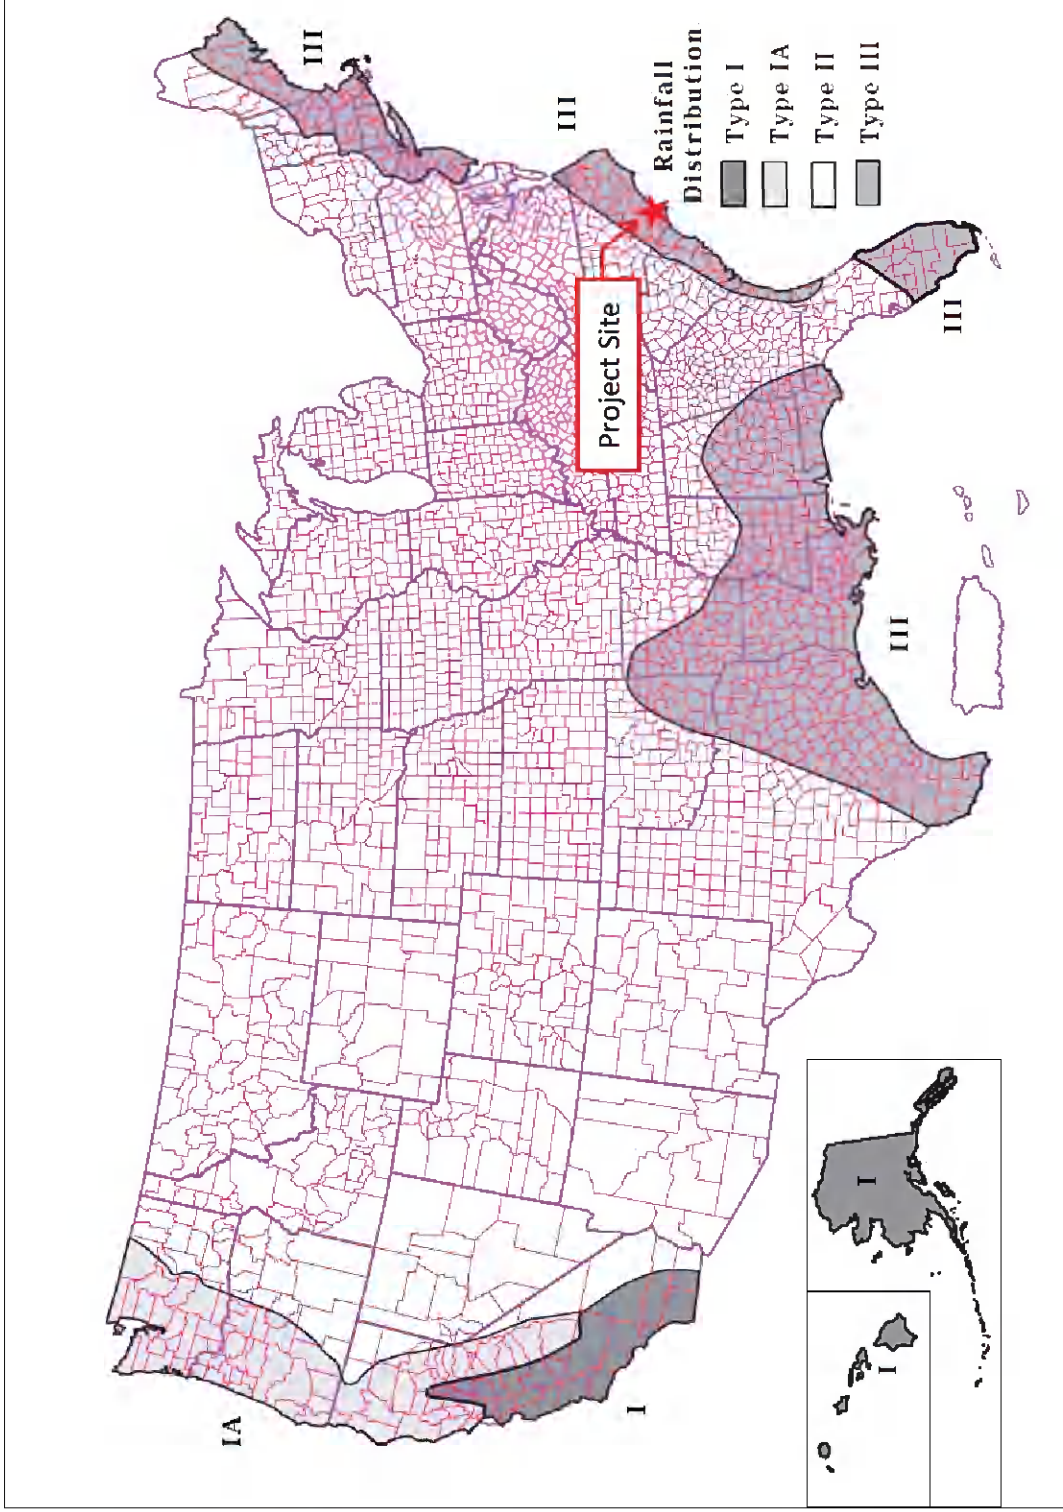 Rainfall
Distribution
Type I
Type IA
Type II
Type III
Project Site
III
III
III
III
IA
I
I
I